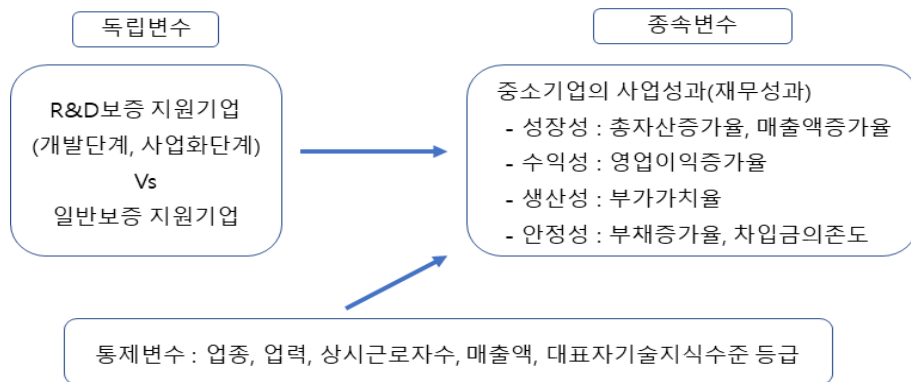 독립변수
종속변수
R&D보증 지원기업
(개발단계, 사업화단계)
Vs
일반보증 지원기업
중소기업의 사업성과(재무성과)
- 성장성 : 총자산증가율, 매출액증가율
- 수익성 : 영업이익증가율
- 생산성 : 부가가치율
- 안정성 : 부채증가율, 차입금의존도
통제변수 : 업종, 업력, 상시근로자수, 매출액, 대표자기술지식수준 등급